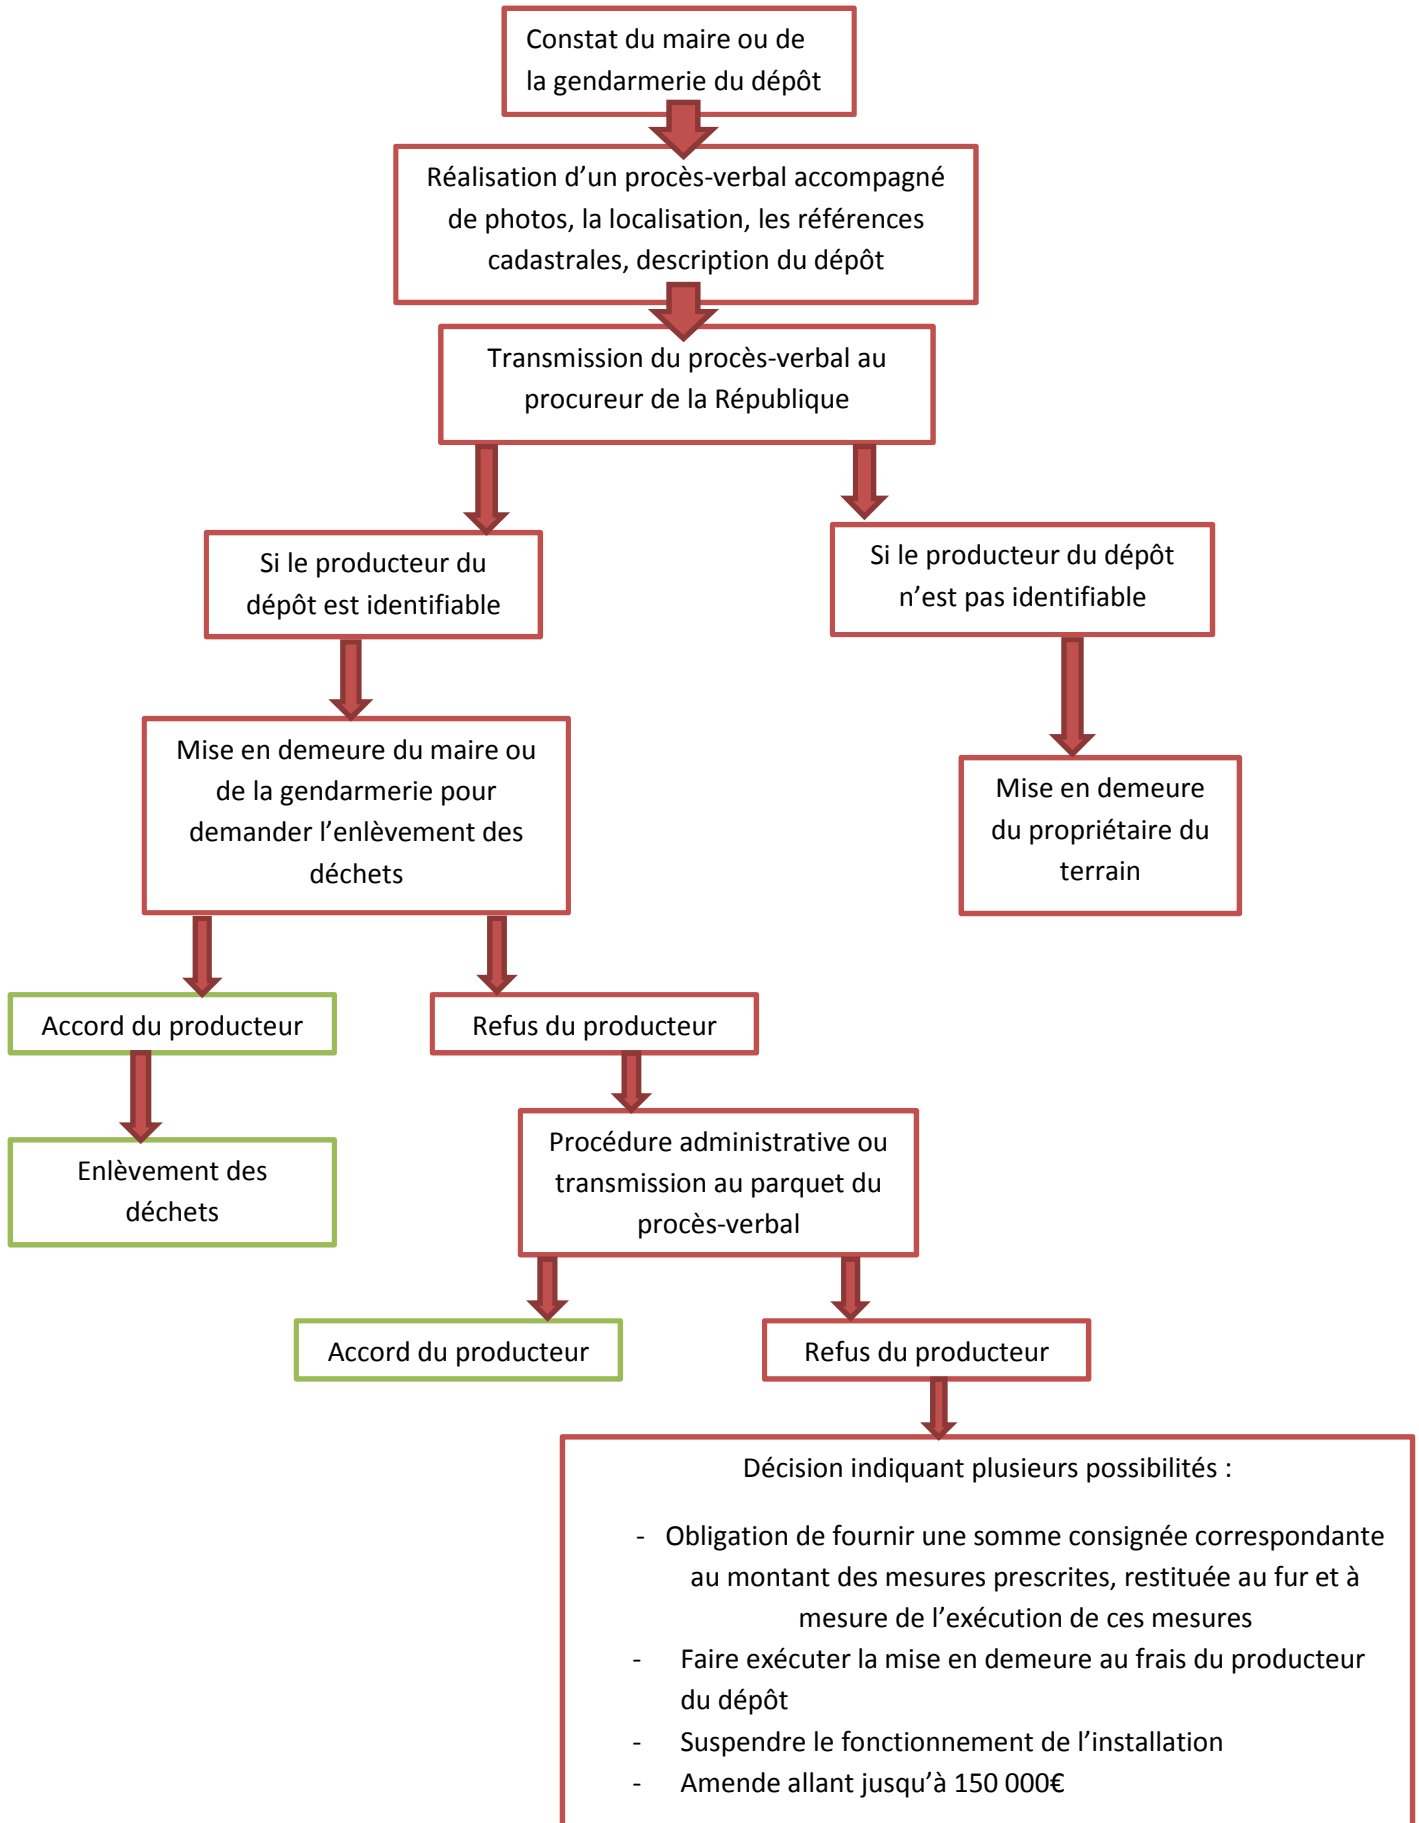 Constat du maire ou de
la gendarmerie du dépôt
Réalisation d’un procès-verbal accompagné
de photos, la localisation, les références
cadastrales, description du dépôt
Transmission du procès-verbal au
procureur de la République
Si le producteur du
dépôt est identifiable
Si le producteur du dépôt
n’est pas identifiable
Mise en demeure du maire ou
de la gendarmerie pour
demander l’enlèvement des
déchets
Mise en demeure
du propriétaire du
terrain
Accord du producteur
Refus du producteur
Enlèvement des
déchets
Procédure administrative ou
transmission au parquet du
procès-verbal
Accord du producteur
Refus du producteur
Décision indiquant plusieurs possibilités :
- Obligation de fournir une somme consignée correspondante
au montant des mesures prescrites, restituée au fur et à
mesure de l’exécution de ces mesures
- Faire exécuter la mise en demeure au frais du producteur
du dépôt
- Suspendre le fonctionnement de l’installation
- Amende allant jusqu’à 150 000€